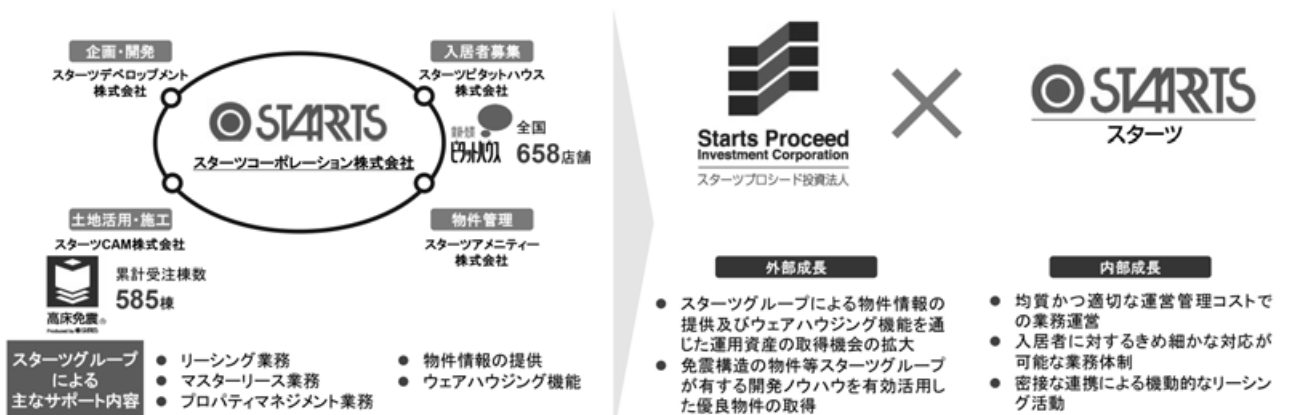 企画・開発
スターツデベロップメント
株式会社
入居者募集
スターツピタットハウス
株式会社
STARTS
スターツコーポレーション株式会社
賃貸・売買
ピタットハウス
全国
658店舗
土地活用・施工
スターツCAM株式会社
物件管理
スターツアメニティー
株式会社
高床免震®
累計受注棟数
585棟
スターツグループ
による
主なサポート内容
● リーシング業務
● マスターリース業務
● プロパティマネジメント業務
● 物件情報の提供
● ウェアハウジング機能
Starts Proceed
Investment Corporation
スターツプロシード投資法人
STARTS
スターツ
外部成長
● スターツグループによる物件情報の
提供及びウェアハウジング機能を通
じた運用資産の取得機会の拡大
● 免震構造の物件等スターツグループ
が有する開発ノウハウを有効活用し
た優良物件の取得
内部成長
● 均質かつ適切な運営管理コストで
の業務運営
● 入居者に対するきめ細かな対応が
可能な業務体制
● 密接な連携による機動的なリーシン
グ活動